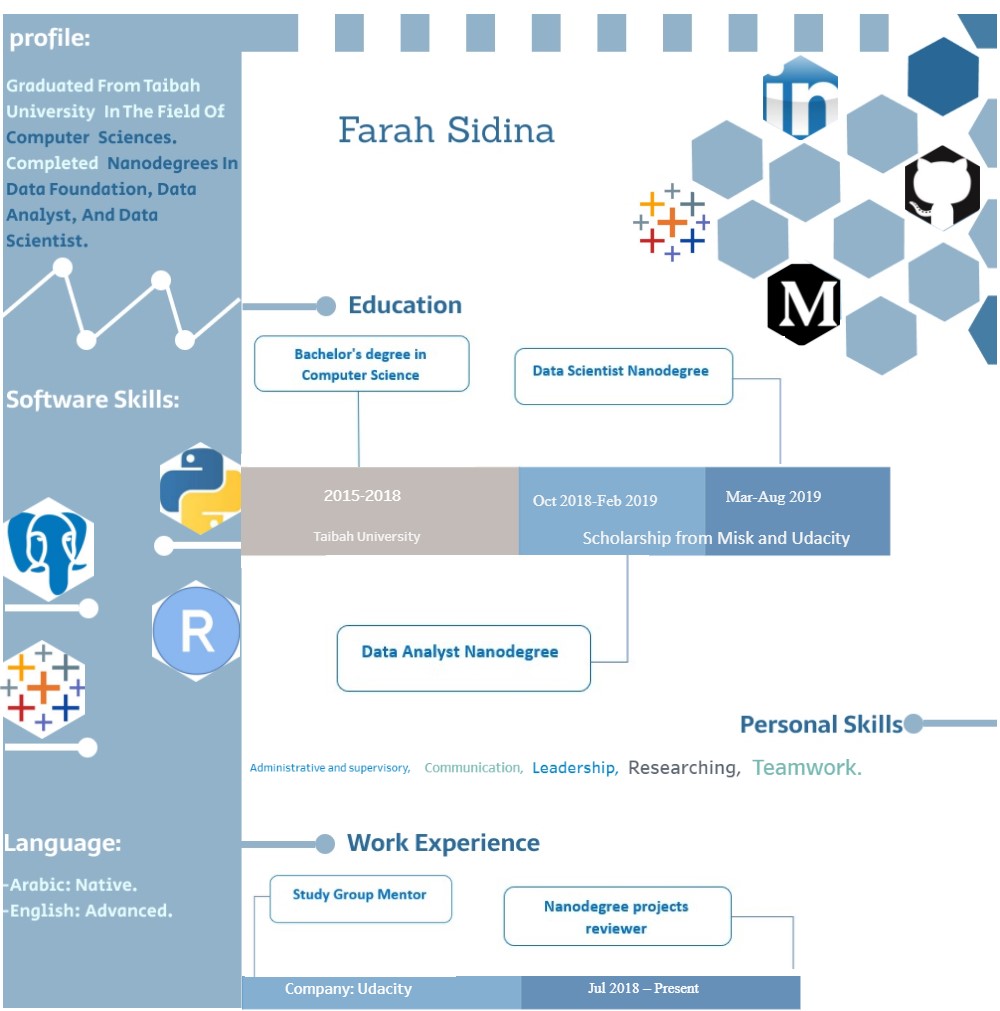 profile:
Graduated From Taibah
University In The Field Of
Computer Sciences.
Completed Nanodegrees In
Data Foundation, Data
Analyst, And Data
Scientist.
Software Skills:
R
Language:
-Arabic: Native.
-English: Advanced.
Farah Sidina
in
M
Education
Bachelor's degree in
Computer Science
Data Scientist Nanodegree
2015-2018
Taibah University
Oct 2018-Feb 2019
Mar-Aug 2019
Scholarship from Misk and Udacity
Data Analyst Nanodegree
Personal Skills
Administrative and supervisory, Communication, Leadership, Researching, Teamwork.
Work Experience
Study Group Mentor
Nanodegree projects
reviewer
Company: Udacity
Jul 2018 – Present